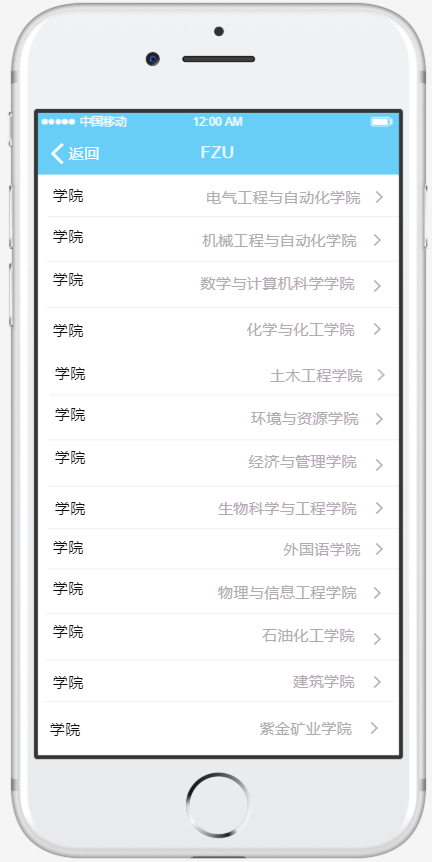 中国移动 12:00 AM
返回 FZU
学院 电气工程与自动化学院
学院 机械工程与自动化学院
学院 数学与计算机科学学院
学院 化学与化工学院
学院 土木工程学院
学院 环境与资源学院
学院 经济与管理学院
学院 生物科学与工程学院
学院 外国语学院
学院 物理与信息工程学院
学院 石油化工学院
学院 建筑学院
学院 紫金矿业学院